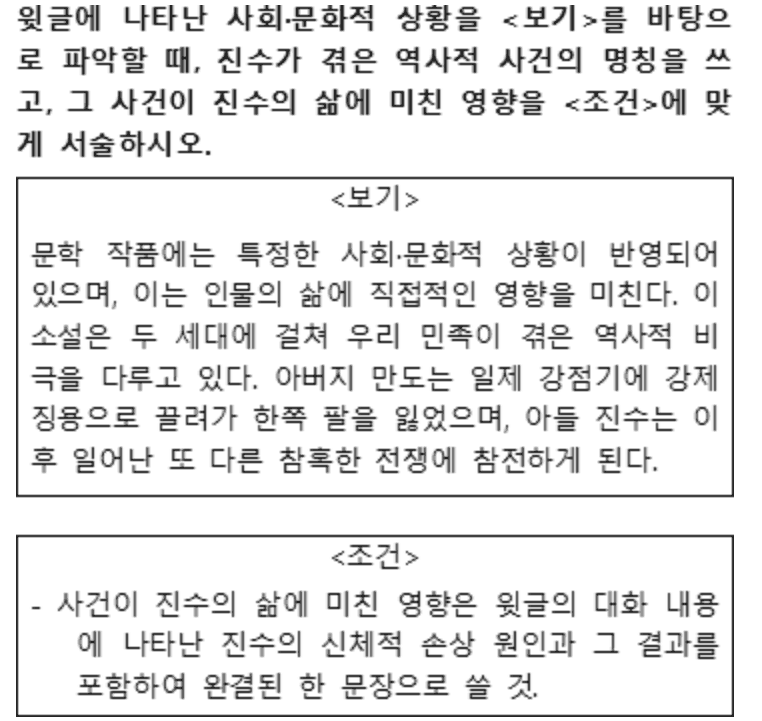 윗글에 나타난 사회·문화적 상황을 <보기>를 바탕으
로 파악할 때, 진수가 겪은 역사적 사건의 명칭을 쓰
고, 그 사건이 진수의 삶에 미친 영향을 <조건>에 맞
게 서술하시오.
<보기>
문학 작품에는 특정한 사회·문화적 상황이 반영되어
있으며, 이는 인물의 삶에 직접적인 영향을 미친다. 이
소설은 두 세대에 걸쳐 우리 민족이 겪은 역사적 비
극을 다루고 있다. 아버지 만도는 일제 강점기에 강제
징용으로 끌려가 한쪽 팔을 잃었으며, 아들 진수는 이
후 일어난 또 다른 참혹한 전쟁에 참전하게 된다.
<조건>
- 사건이 진수의 삶에 미친 영향은 윗글의 대화 내용
에 나타난 진수의 신체적 손상 원인과 그 결과를
포함하여 완결된 한 문장으로 쓸 것.